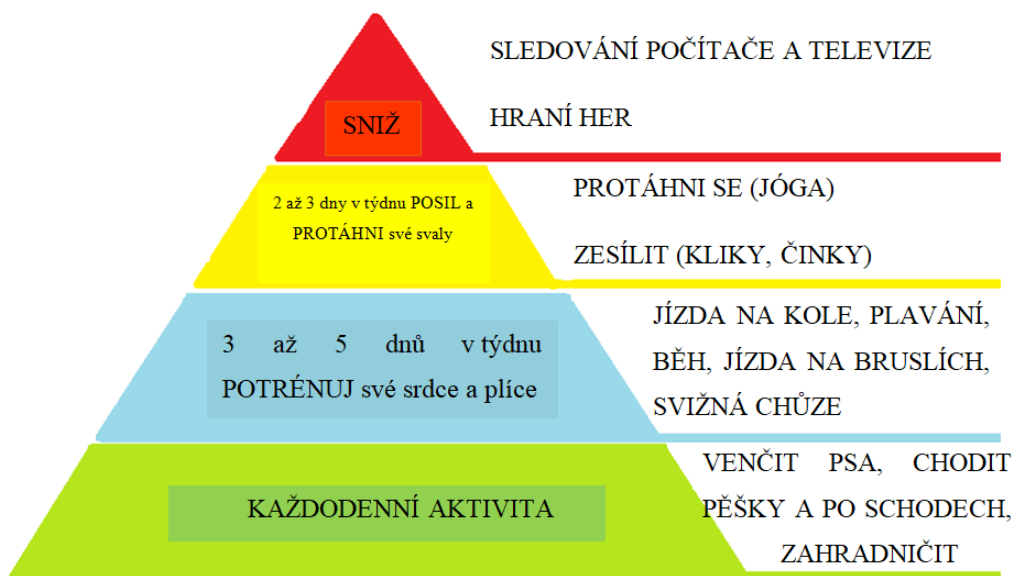 SLEDOVÁNÍ POČÍTAČE A TELEVIZE
HRANÍ HER
SNIŽ
PROTÁHNI SE (JÓGA)
ZESÍLIT (KLIKY, ČINKY)
2 až 3 dny v týdnu POSIL a
PROTÁHNI své svaly
JÍZDA NA KOLE, PLAVÁNÍ,
BĚH, JÍZDA NA BRUSLÍCH,
SVIŽNÁ CHŮZE
3 až 5 dnů v týdnu
POTRÉNUJ své srdce a plíce
VENČIT PSA, CHODIT
PĚŠKY A PO SCHODECH,
ZAHRADNIČIT
KAŽDODENNÍ AKTIVITA